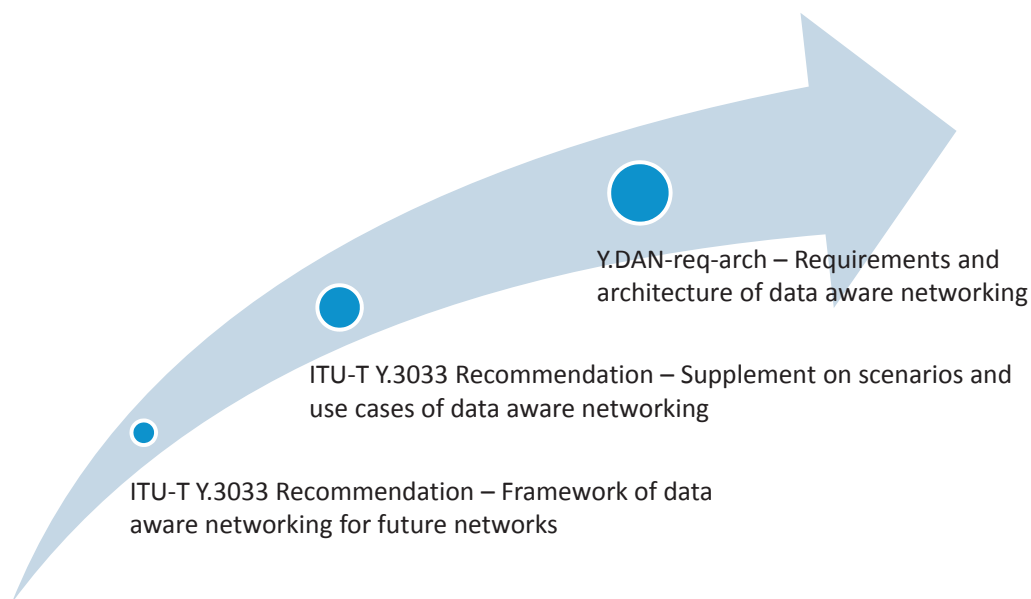 Y.DAN-req-arch – Requirements and
architecture of data aware networking
ITU-T Y.3033 Recommendation – Supplement on scenarios and
use cases of data aware networking
ITU-T Y.3033 Recommendation – Framework of data
aware networking for future networks